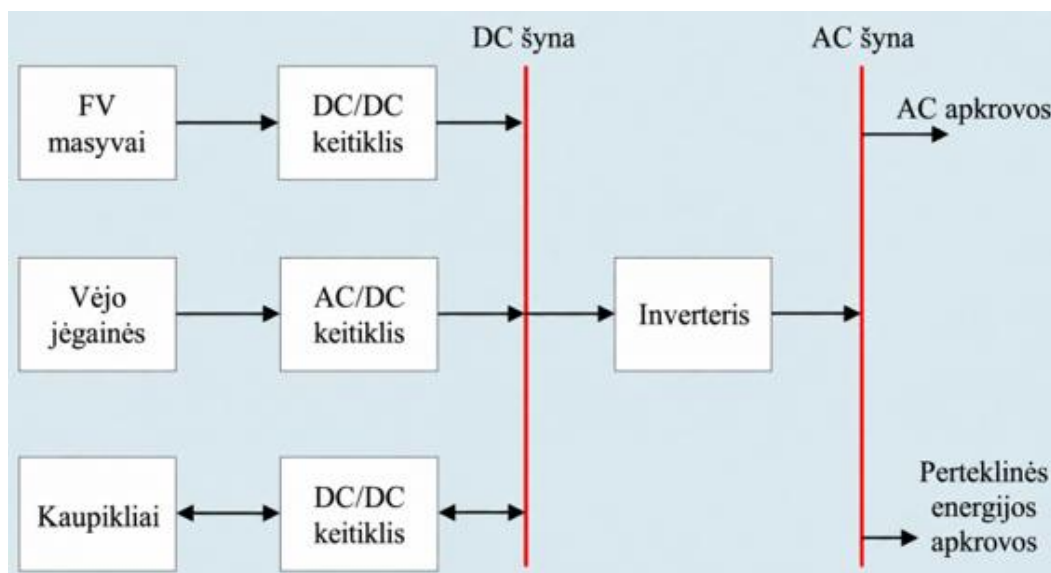 DC šyna
AC šyna
FV
masyvai
DC/DC
keitiklis
AC apkrovos
Vėjo
jėgainės
AC/DC
keitiklis
Inverteris
Kaupikliai
DC/DC
keitiklis
Perteklinės
energijos
apkrovos